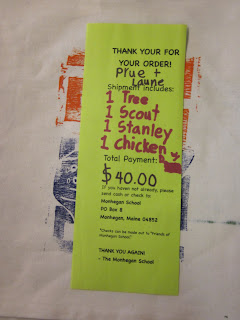 THANK YOUR FOR
YOUR ORDER!
Prue +
Laune
Shipment includes:
1 Tree
1 Scout
1 Stanley
1 Chicken
Total Payment:
$40.00
If you haven not already, please
send cash or check to:
Monhegan School
PO Box 8
Monhegan, Maine 04852
*Checks can be made out to "Friends of
Monhegan School"
THANK YOU AGAIN!
- The Monhegan School